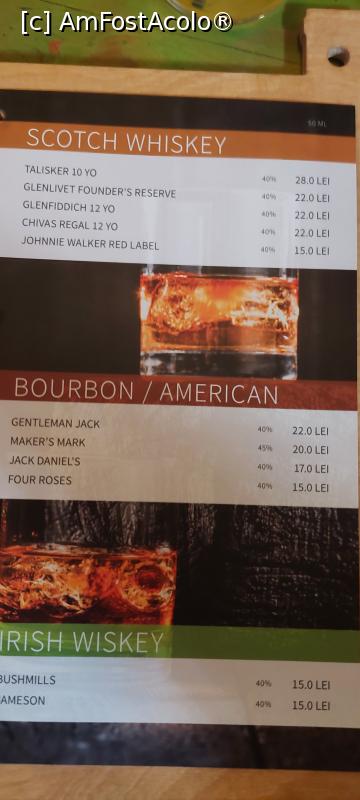 [c] AmFostAcolo®
50 ML
SCOTCH WHISKEY
TALISKER 10 YO 40% 28.0 LEI
GLENLIVET FOUNDER'S RESERVE 40% 22.0 LEI
GLENFIDDICH 12 YO 40% 22.0 LEI
CHIVAS REGAL 12 YO 40% 22.0 LEI
JOHNNIE WALKER RED LABEL 40% 15.0 LEI
BOURBON / AMERICAN
GENTLEMAN JACK 40% 22.0 LEI
MAKER'S MARK 45% 20.0 LEI
JACK DANIEL'S 40% 17.0 LEI
FOUR ROSES 40% 15.0 LEI
IRISH WISKEY
BUSHMILLS 40% 15.0 LEI
JAMESON 40% 15.0 LEI